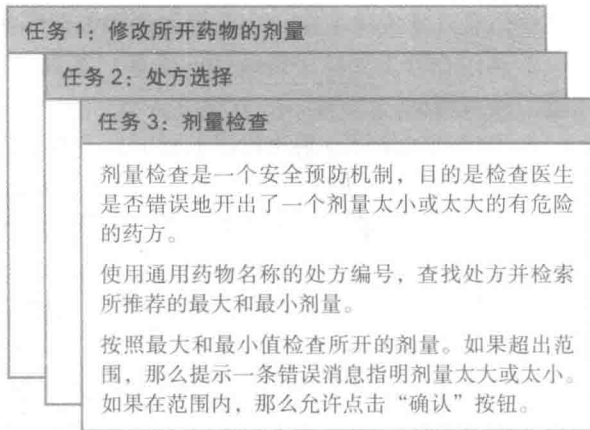 任务 1：修改所开药物的剂量
任务 2：处方选择
任务 3：剂量检查
剂量检查是一个安全预防机制，目的是检查医生
是否错误地开出了一个剂量太小或太大的有危险
的药方。
使用通用药物名称的处方编号，查找处方并检索
所推荐的最大和最小剂量。
按照最大和最小值检查所开的剂量。如果超出范
围，那么提示一条错误消息指明剂量太大或太小。
如果在范围内，那么允许点击“确认”按钮。